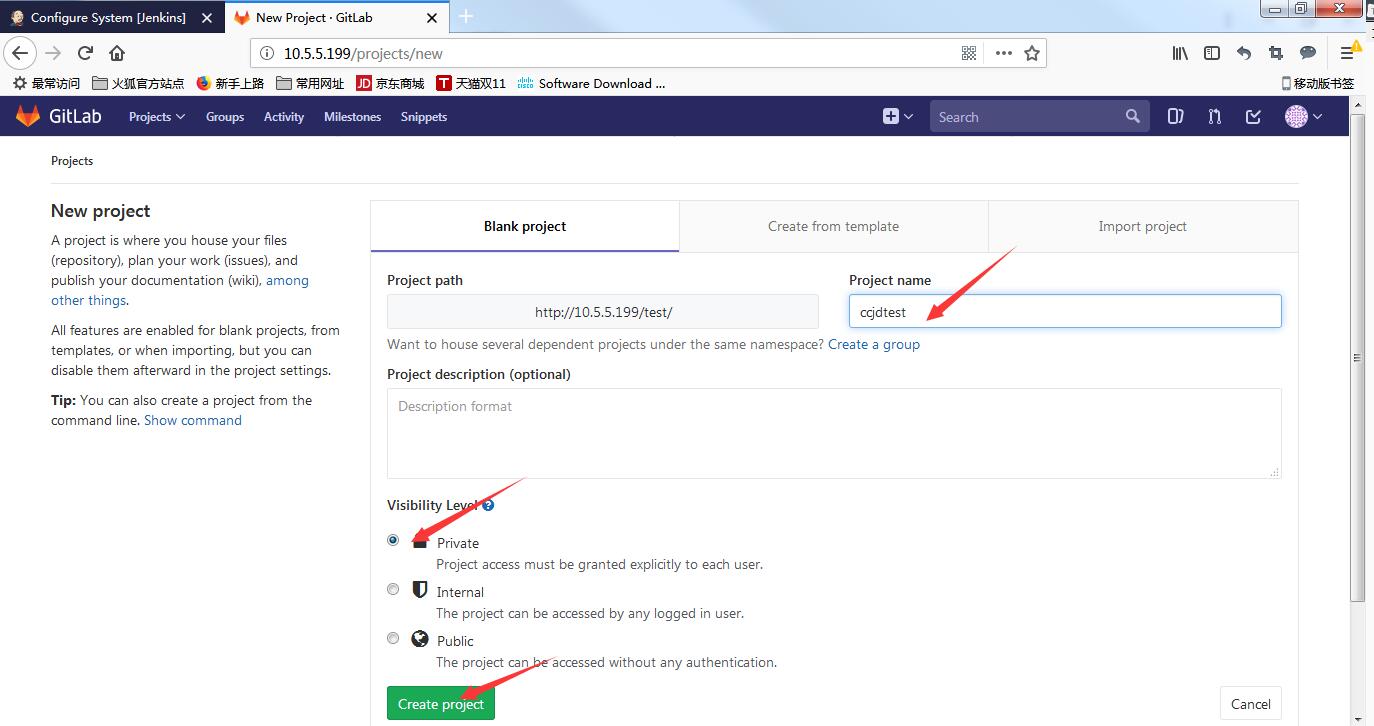 Configure System [Jenkins]
New Project · GitLab
10.5.5.199/projects/new
最常访问 火狐官方站点 新手上路 常用网址 JD 京东商城 T 天猫双11 cisco Software Download ... 移动版书签
GitLab Projects Groups Activity Milestones Snippets Search
Projects
New project
A project is where you house your files
(repository), plan your work (issues), and
publish your documentation (wiki), among
other things.
All features are enabled for blank projects, from
templates, or when importing, but you can
disable them afterward in the project settings.
Tip: You can also create a project from the
command line. Show command
Blank project Create from template Import project
Project path Project name
http://10.5.5.199/test/ ccjdtest
Want to house several dependent projects under the same namespace? Create a group
Project description (optional)
Description format
Visibility Level
Private
Project access must be granted explicitly to each user.
Internal
The project can be accessed by any logged in user.
Public
The project can be accessed without any authentication.
Create project Cancel